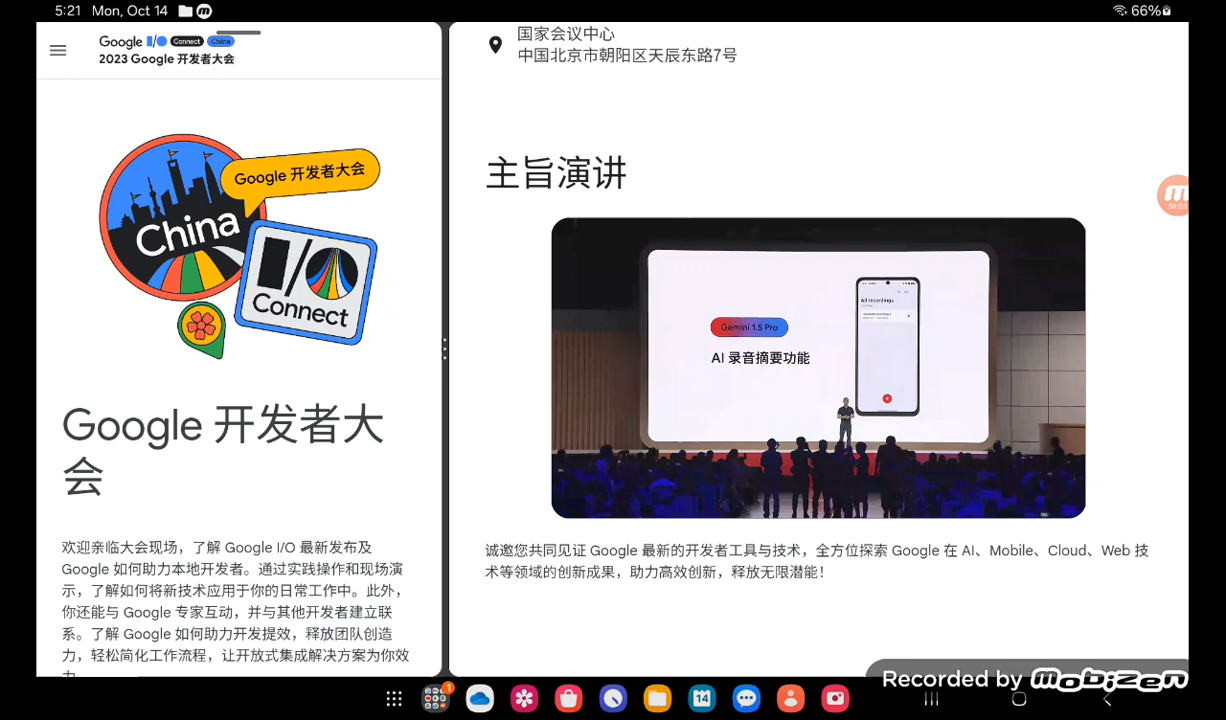 5:21 Mon, Oct 14
66%
Google I/O Connect China
2023 Google 开发者大会
Google 开发者大会
China
I/O
Connect
Google 开发者大
会
欢迎亲临大会现场，了解 Google I/O 最新发布及
Google 如何助力本地开发者。通过实践操作和现场演
示，了解如何将新技术应用于你的日常工作中。此外，
你还能与 Google 专家互动，并与其他开发者建立联
系。了解 Google 如何助力开发提效，释放团队创造
力，轻松简化工作流程，让开放式集成解决方案为你效
力。
国家会议中心
中国北京市朝阳区天辰东路7号
主旨演讲
Gemini 1.5 Pro
AI 录音摘要功能
All recordings
诚邀您共同见证 Google 最新的开发者工具与技术，全方位探索 Google 在 AI、Mobile、Cloud、Web 技
术等领域的创新成果，助力高效创新，释放无限潜能！
Recorded by mobizen
1
14